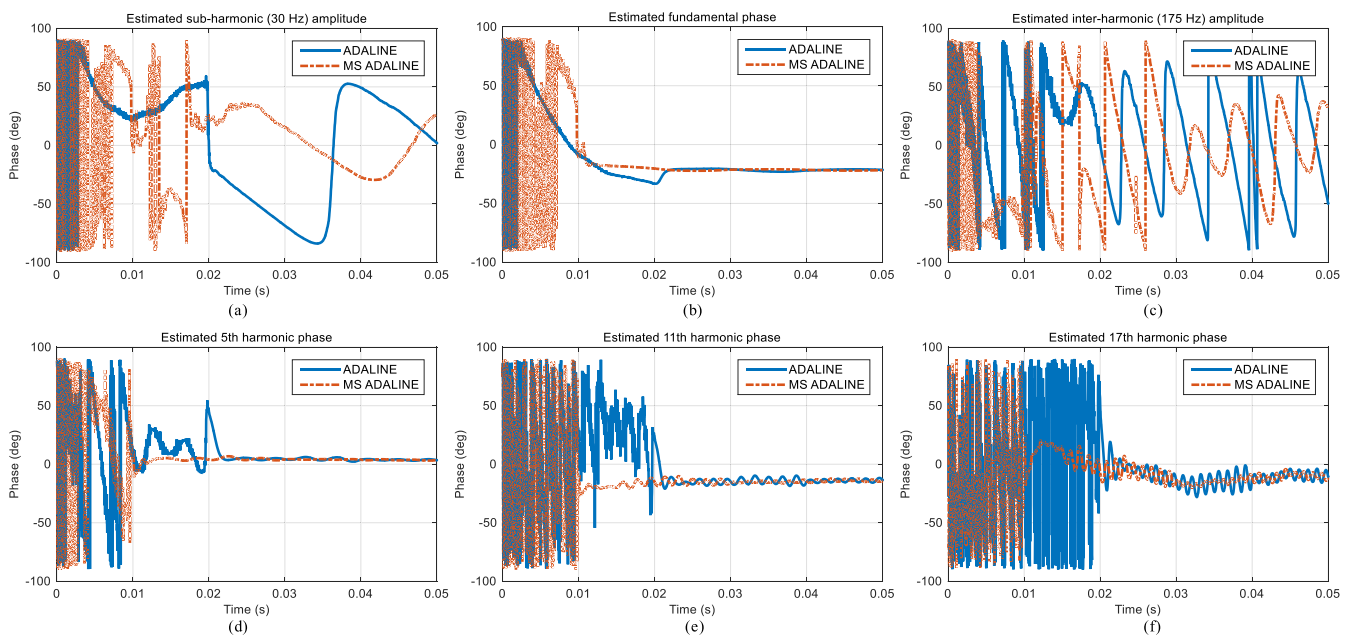 Estimated sub-harmonic (30 Hz) amplitude
100
50
0
-50
-100
Phase (deg)
ADALINE
MS ADALINE
0 0.01 0.02 0.03 0.04 0.05
Time (s)
(a)
Estimated fundamental phase
100
50
0
-50
-100
Phase (deg)
ADALINE
MS ADALINE
0 0.01 0.02 0.03 0.04 0.05
Time (s)
(b)
Estimated inter-harmonic (175 Hz) amplitude
100
50
0
-50
-100
Phase (deg)
ADALINE
MS ADALINE
0 0.01 0.02 0.03 0.04 0.05
Time (s)
(c)
Estimated 5th harmonic phase
100
50
0
-50
-100
Phase (deg)
ADALINE
MS ADALINE
0 0.01 0.02 0.03 0.04 0.05
Time (s)
(d)
Estimated 11th harmonic phase
100
50
0
-50
-100
Phase (deg)
ADALINE
MS ADALINE
0 0.01 0.02 0.03 0.04 0.05
Time (s)
(e)
Estimated 17th harmonic phase
100
50
0
-50
-100
Phase (deg)
ADALINE
MS ADALINE
0 0.01 0.02 0.03 0.04 0.05
Time (s)
(f)